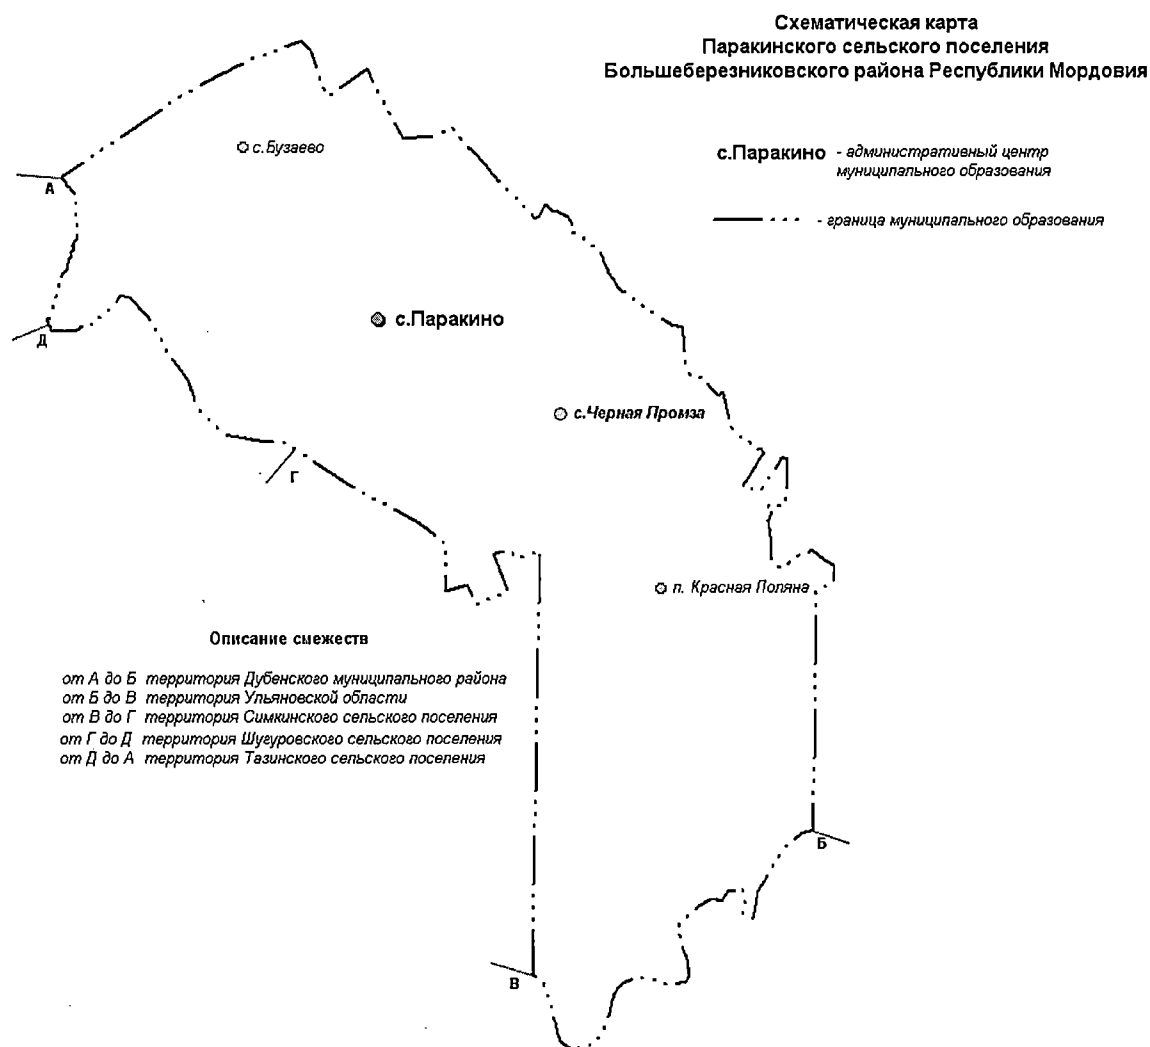 Схематическая карта
Паракинского сельского поселения
Большеберезниковского района Республики Мордовия
с.Паракино - административный центр
муниципального образования
- граница муниципального образования
с.Бузаево
А
Д
с.Паракино
с.Черная Промза
Г
п. Красная Поляна
Описание смежеств
от А до Б территория Дубенского муниципального района
от Б до В территория Ульяновской области
от В до Г территория Симкинского сельского поселения
от Г до Д территория Шугуровского сельского поселения
от Д до А территория Тазинского сельского поселения
Б
В